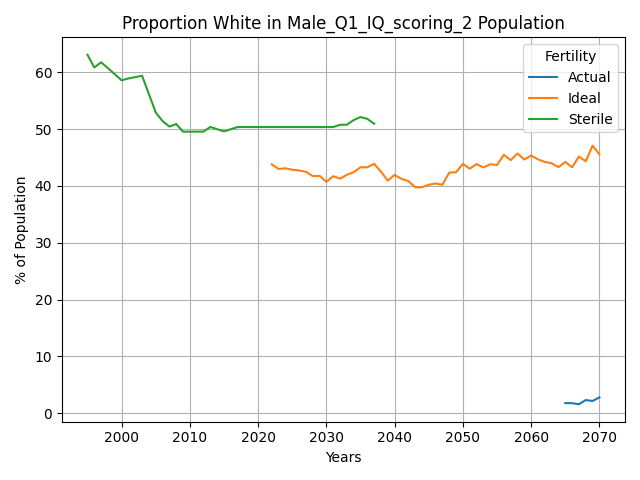 Proportion White in Male_Q1_IQ_scoring_2 Population
Fertility
Actual
Ideal
Sterile
% of Population
60
50
40
30
20
10
0
2000 2010 2020 2030 2040 2050 2060 2070
Years